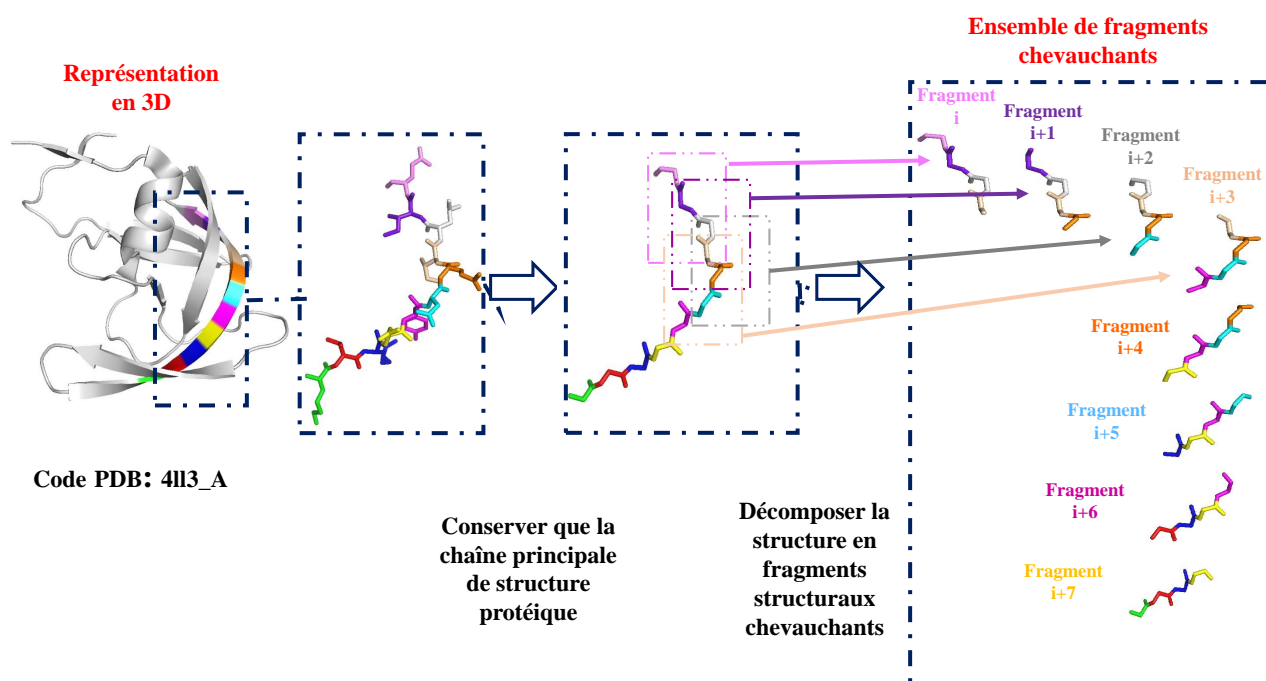 Représentation
en 3D
Code PDB: 4ll3_A
Conserver que la
chaîne principale
de structure
protéique
Décomposer la
structure en
fragments
structuraux
chevauchants
Ensemble de fragments
chevauchants
Fragment
i
Fragment
i+1
Fragment
i+2
Fragment
i+3
Fragment
i+4
Fragment
i+5
Fragment
i+6
Fragment
i+7